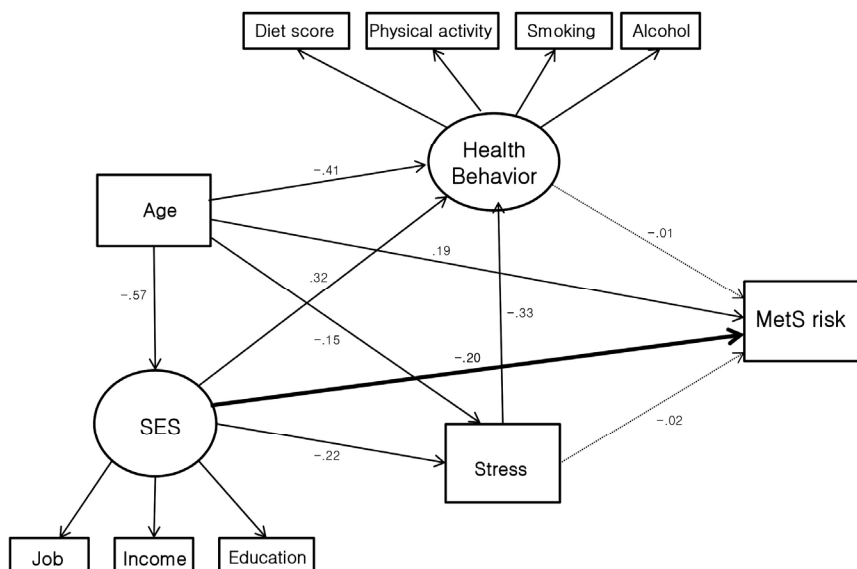 Diet score
Physical activity
Smoking
Alcohol
Health
Behavior
-.41
Age
-.01
.19
.32
-.57
-.33
MetS risk
-.15
-.20
SES
-.02
-.22
Stress
Job
Income
Education